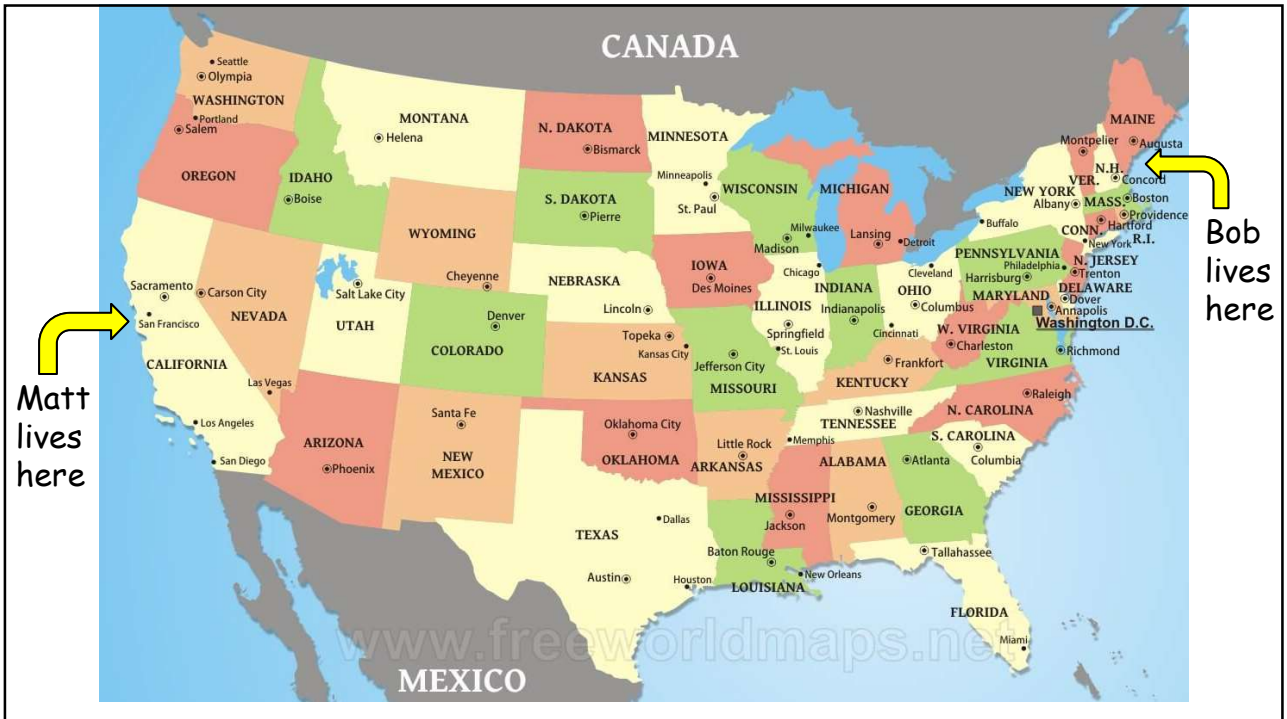 CANADA
Seattle
Olympia
WASHINGTON
Portland
Salem
OREGON
IDAHO
Boise
MONTANA
Helena
N. DAKOTA
Bismarck
MINNESOTA
Minneapolis
St. Paul
S. DAKOTA
Pierre
WISCONSIN
Milwaukee
Madison
MICHIGAN
Lansing
Detroit
MAINE
Augusta
Montpelier
VER.
N.H.
Concord
NEW YORK
Albany
Buffalo
MASS.
Boston
Providence
CONN.
Hartford
R.I.
New York
Bob
lives
here
WYOMING
Cheyenne
NEBRASKA
Lincoln
IOWA
Des Moines
Chicago
ILLINOIS
Springfield
INDIANA
Indianapolis
OHIO
Cleveland
Columbus
Cincinnati
PENNSYLVANIA
Philadelphia
Harrisburg
N. JERSEY
Trenton
DELAWARE
Dover
MARYLAND
Annapolis
Washington D.C.
W. VIRGINIA
Charleston
VIRGINIA
Richmond
Sacramento
San Francisco
CALIFORNIA
Carson City
NEVADA
Las Vegas
Salt Lake City
UTAH
Denver
COLORADO
Topeka
Kansas City
KANSAS
St. Louis
Jefferson City
MISSOURI
Frankfort
KENTUCKY
Matt
lives
here
Los Angeles
San Diego
ARIZONA
Phoenix
Santa Fe
NEW
MEXICO
Oklahoma City
OKLAHOMA
Little Rock
ARKANSAS
Memphis
Nashville
TENNESSEE
Raleigh
N. CAROLINA
S. CAROLINA
Columbia
ALABAMA
Montgomery
Atlanta
GEORGIA
MISSISSIPPI
Jackson
TEXAS
Dallas
Austin
Houston
Baton Rouge
New Orleans
LOUISIANA
Tallahassee
FLORIDA
Miami
www.freeworldmaps.net
MEXICO